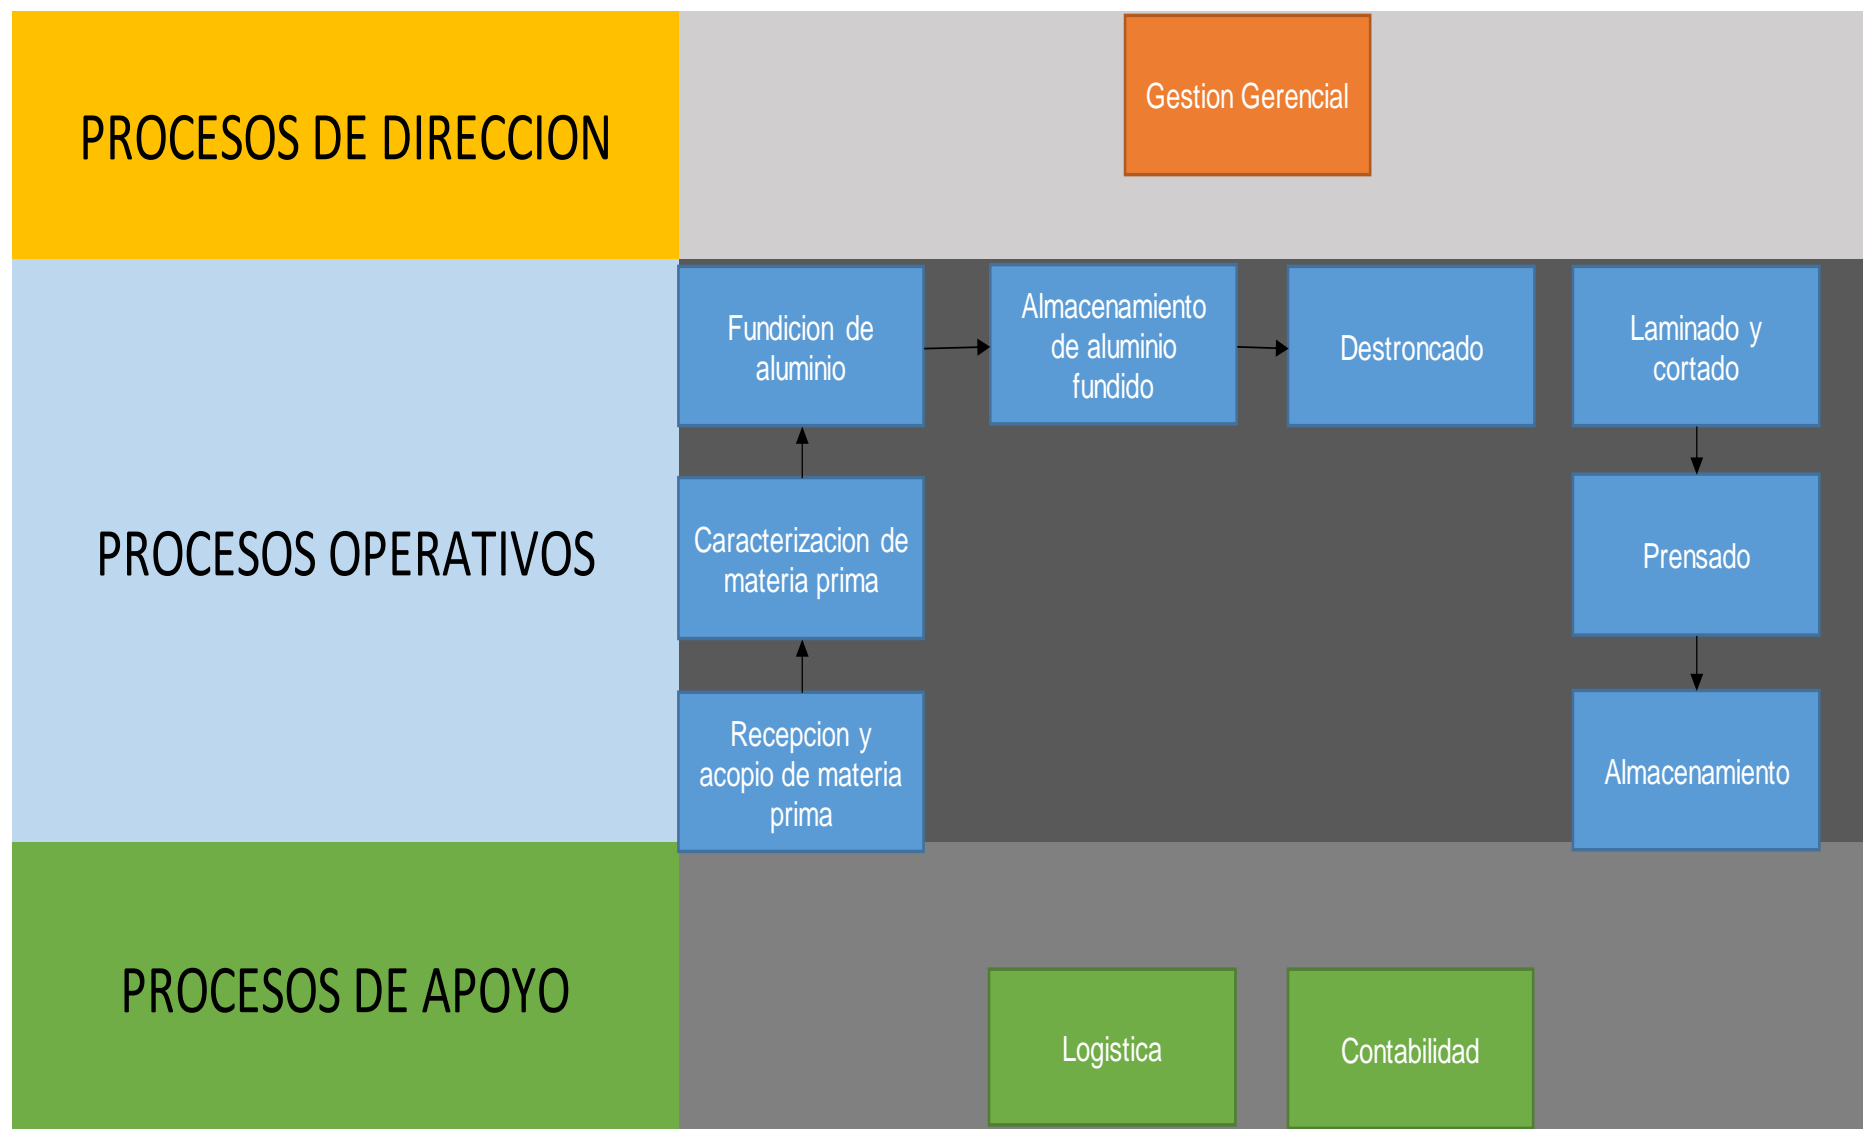 PROCESOS DE DIRECCION
Gestion Gerencial
PROCESOS OPERATIVOS
Fundicion de
aluminio
Almacenamiento
de aluminio
fundido
Destroncado
Laminado y
cortado
Caracterizacion de
materia prima
Prensado
Recepcion y
acopio de materia
prima
Almacenamiento
PROCESOS DE APOYO
Logistica
Contabilidad